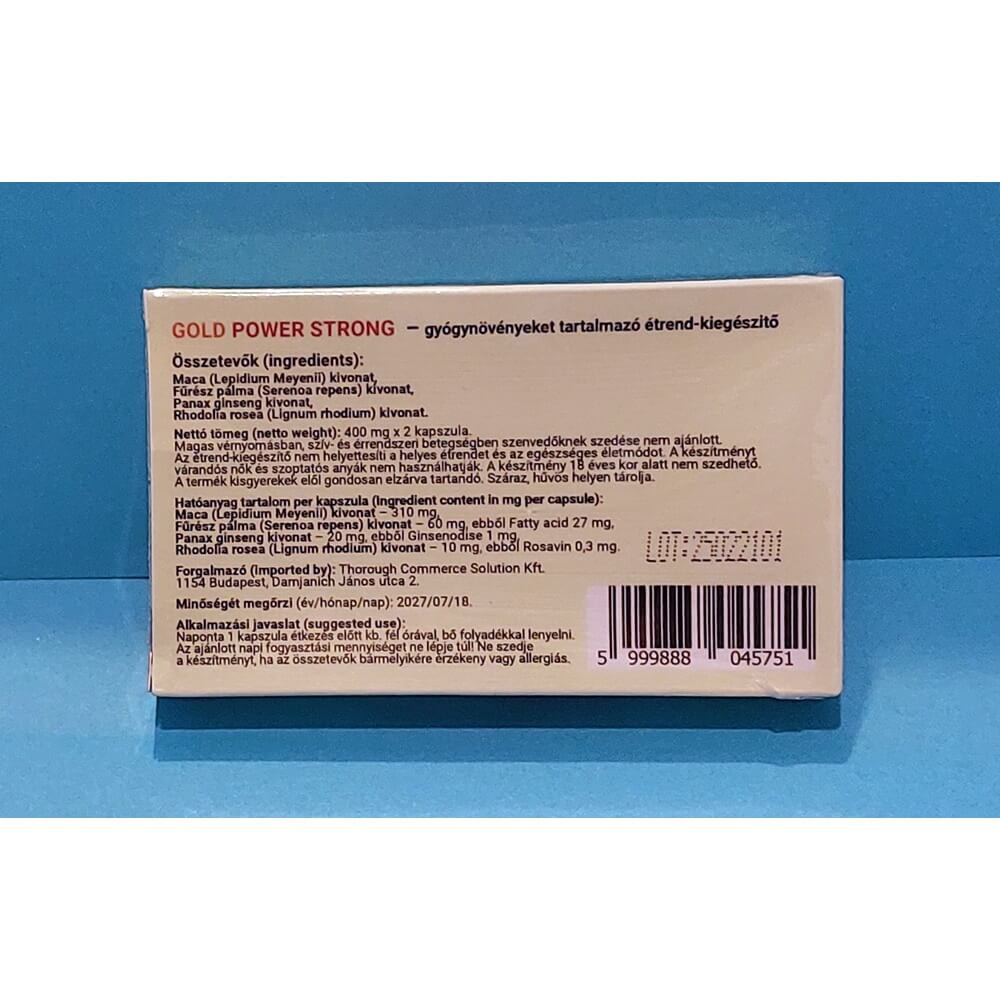 GOLD POWER STRONG – gyógynövényeket tartalmazó étrend-kiegészitő
Összetevők (ingredients):
Maca (Lepidium Meyenii) kivonat,
Fűrész pálma (Serenoa repens) kivonat,
Panax ginseng kivonat,
Rhodolia rosea (Lignum rhodium) kivonat.
Nettó tömeg (netto weight): 400 mg x 2 kapszula.
Magas vérnyomásban, szív- és érrendszeri betegségben szenvedőknek szedése nem ajánlott.
Az étrend-kiegészitő nem helyettesíti a helyes étrendet és az egészséges életmódot. A készítményt
várandós nők és szoptatós anyák nem használhatják. A készítmény 18 éves kor alatt nem szedhető.
A termék kisgyerekek elől gondosan elzárva tartandó. Száraz, hűvös helyen tárolja.
Hatóanyag tartalom per kapszula (Ingredient content in mg per capsule):
Maca (Lepidium Meyenii) kivonat – 310 mg,
Fűrész pálma (Serenoa repens) kivonat – 60 mg, ebből Fatty acid 27 mg,
Panax ginseng kivonat – 20 mg, ebből Ginsenodise 1 mg,
Rhodolia rosea (Lignum rhodium) kivonat – 10 mg, ebből Rosavin 0,3 mg.
LOT:25022101
Forgalmazó (Imported by): Thorough Commerce Solution Kft.
1154 Budapest, Damjanich János utca 2.
Minőségét megőrzi (év/hónap/nap): 2027/07/18.
Alkalmazási javaslat (suggested use):
Naponta 1 kapszula étkezés előtt kb. fél órával, bő folyadékkal lenyelni.
Az ajánlott napi fogyasztási mennyiséget ne lépje túl! Ne szedje
a készítményt, ha az összetevők bármelyikére érzékeny vagy allergiás.
5 999888 045751